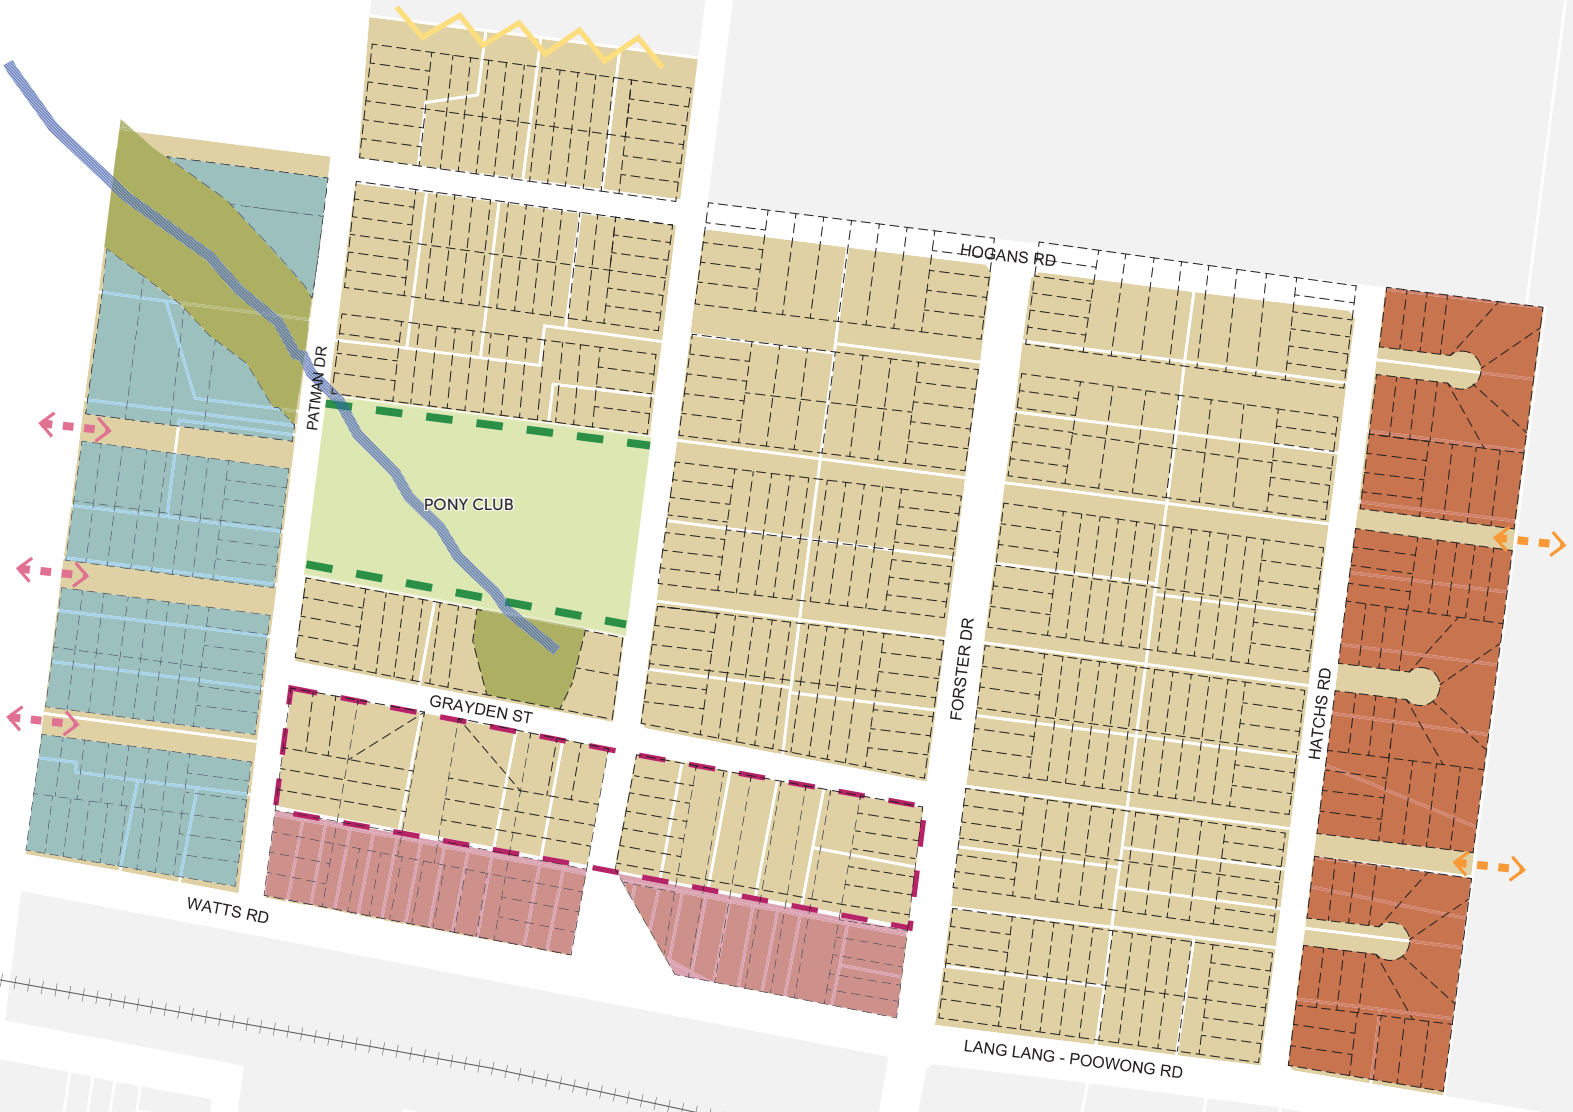 HOGANS RD
PATMAN DR
PONY CLUB
GRAYDEN ST
FORSTER DR
HATCHS RD
WATTS RD
LANG LANG - POOWONG RD